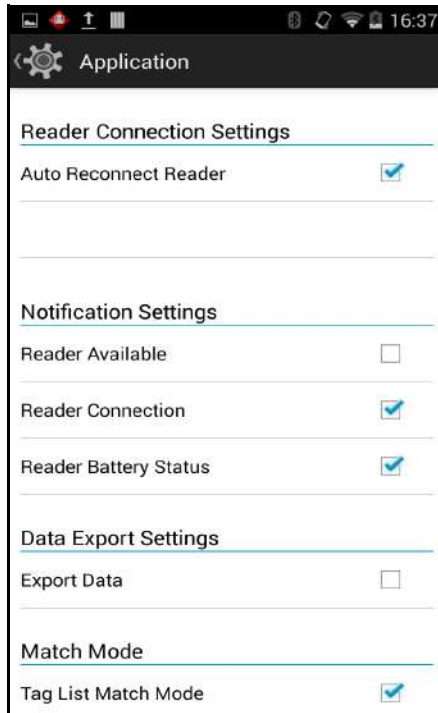 16:37
Application
Reader Connection Settings
Auto Reconnect Reader
Notification Settings
Reader Available
Reader Connection
Reader Battery Status
Data Export Settings
Export Data
Match Mode
Tag List Match Mode